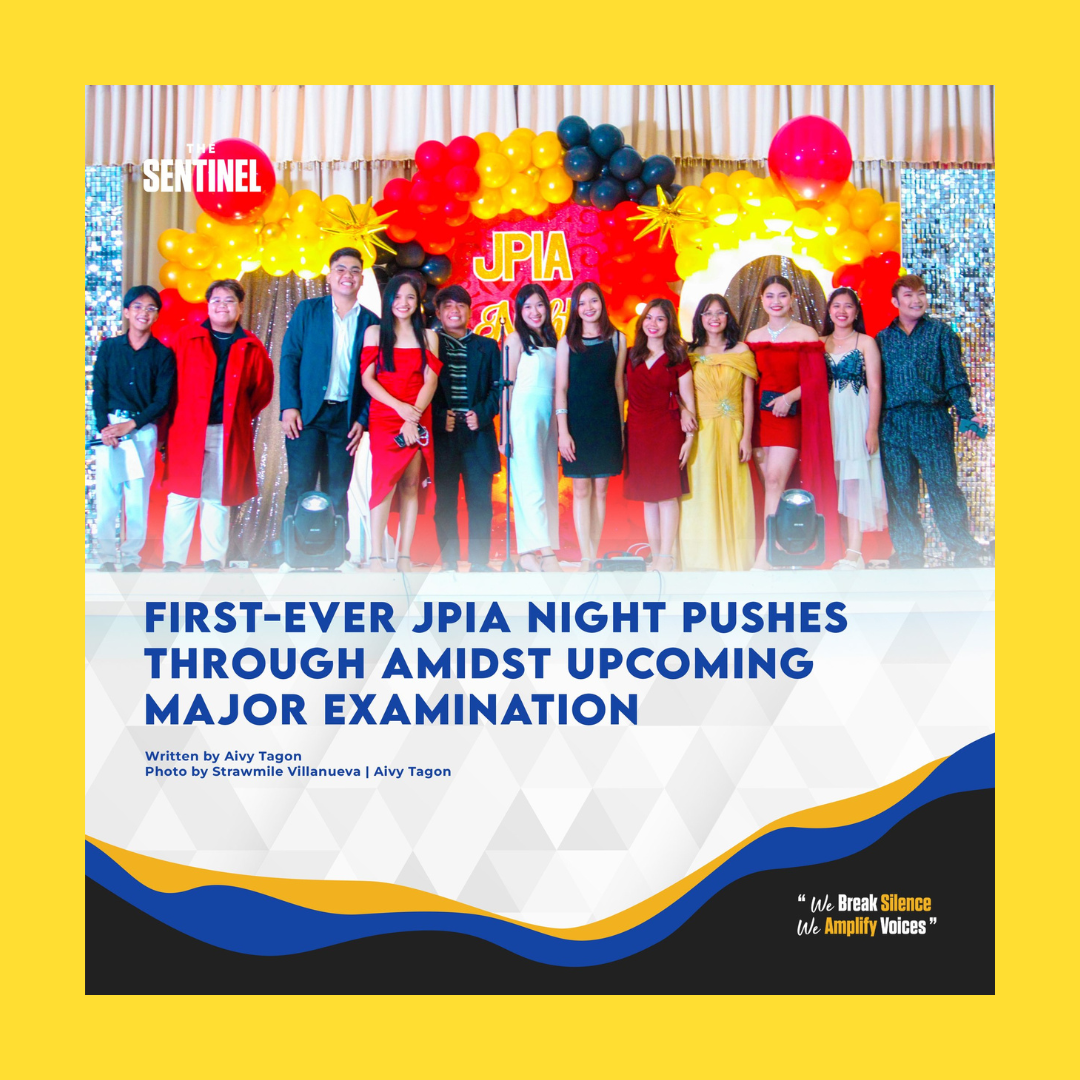 THE
SENTINEL
JPIA
FIRST-EVER JPIA NIGHT PUSHES
THROUGH AMIDST UPCOMING
MAJOR EXAMINATION
Written by Aivy Tagon
Photo by Strawmile Villanueva | Aivy Tagon
“ We Break Silence
We Amplify Voices ”